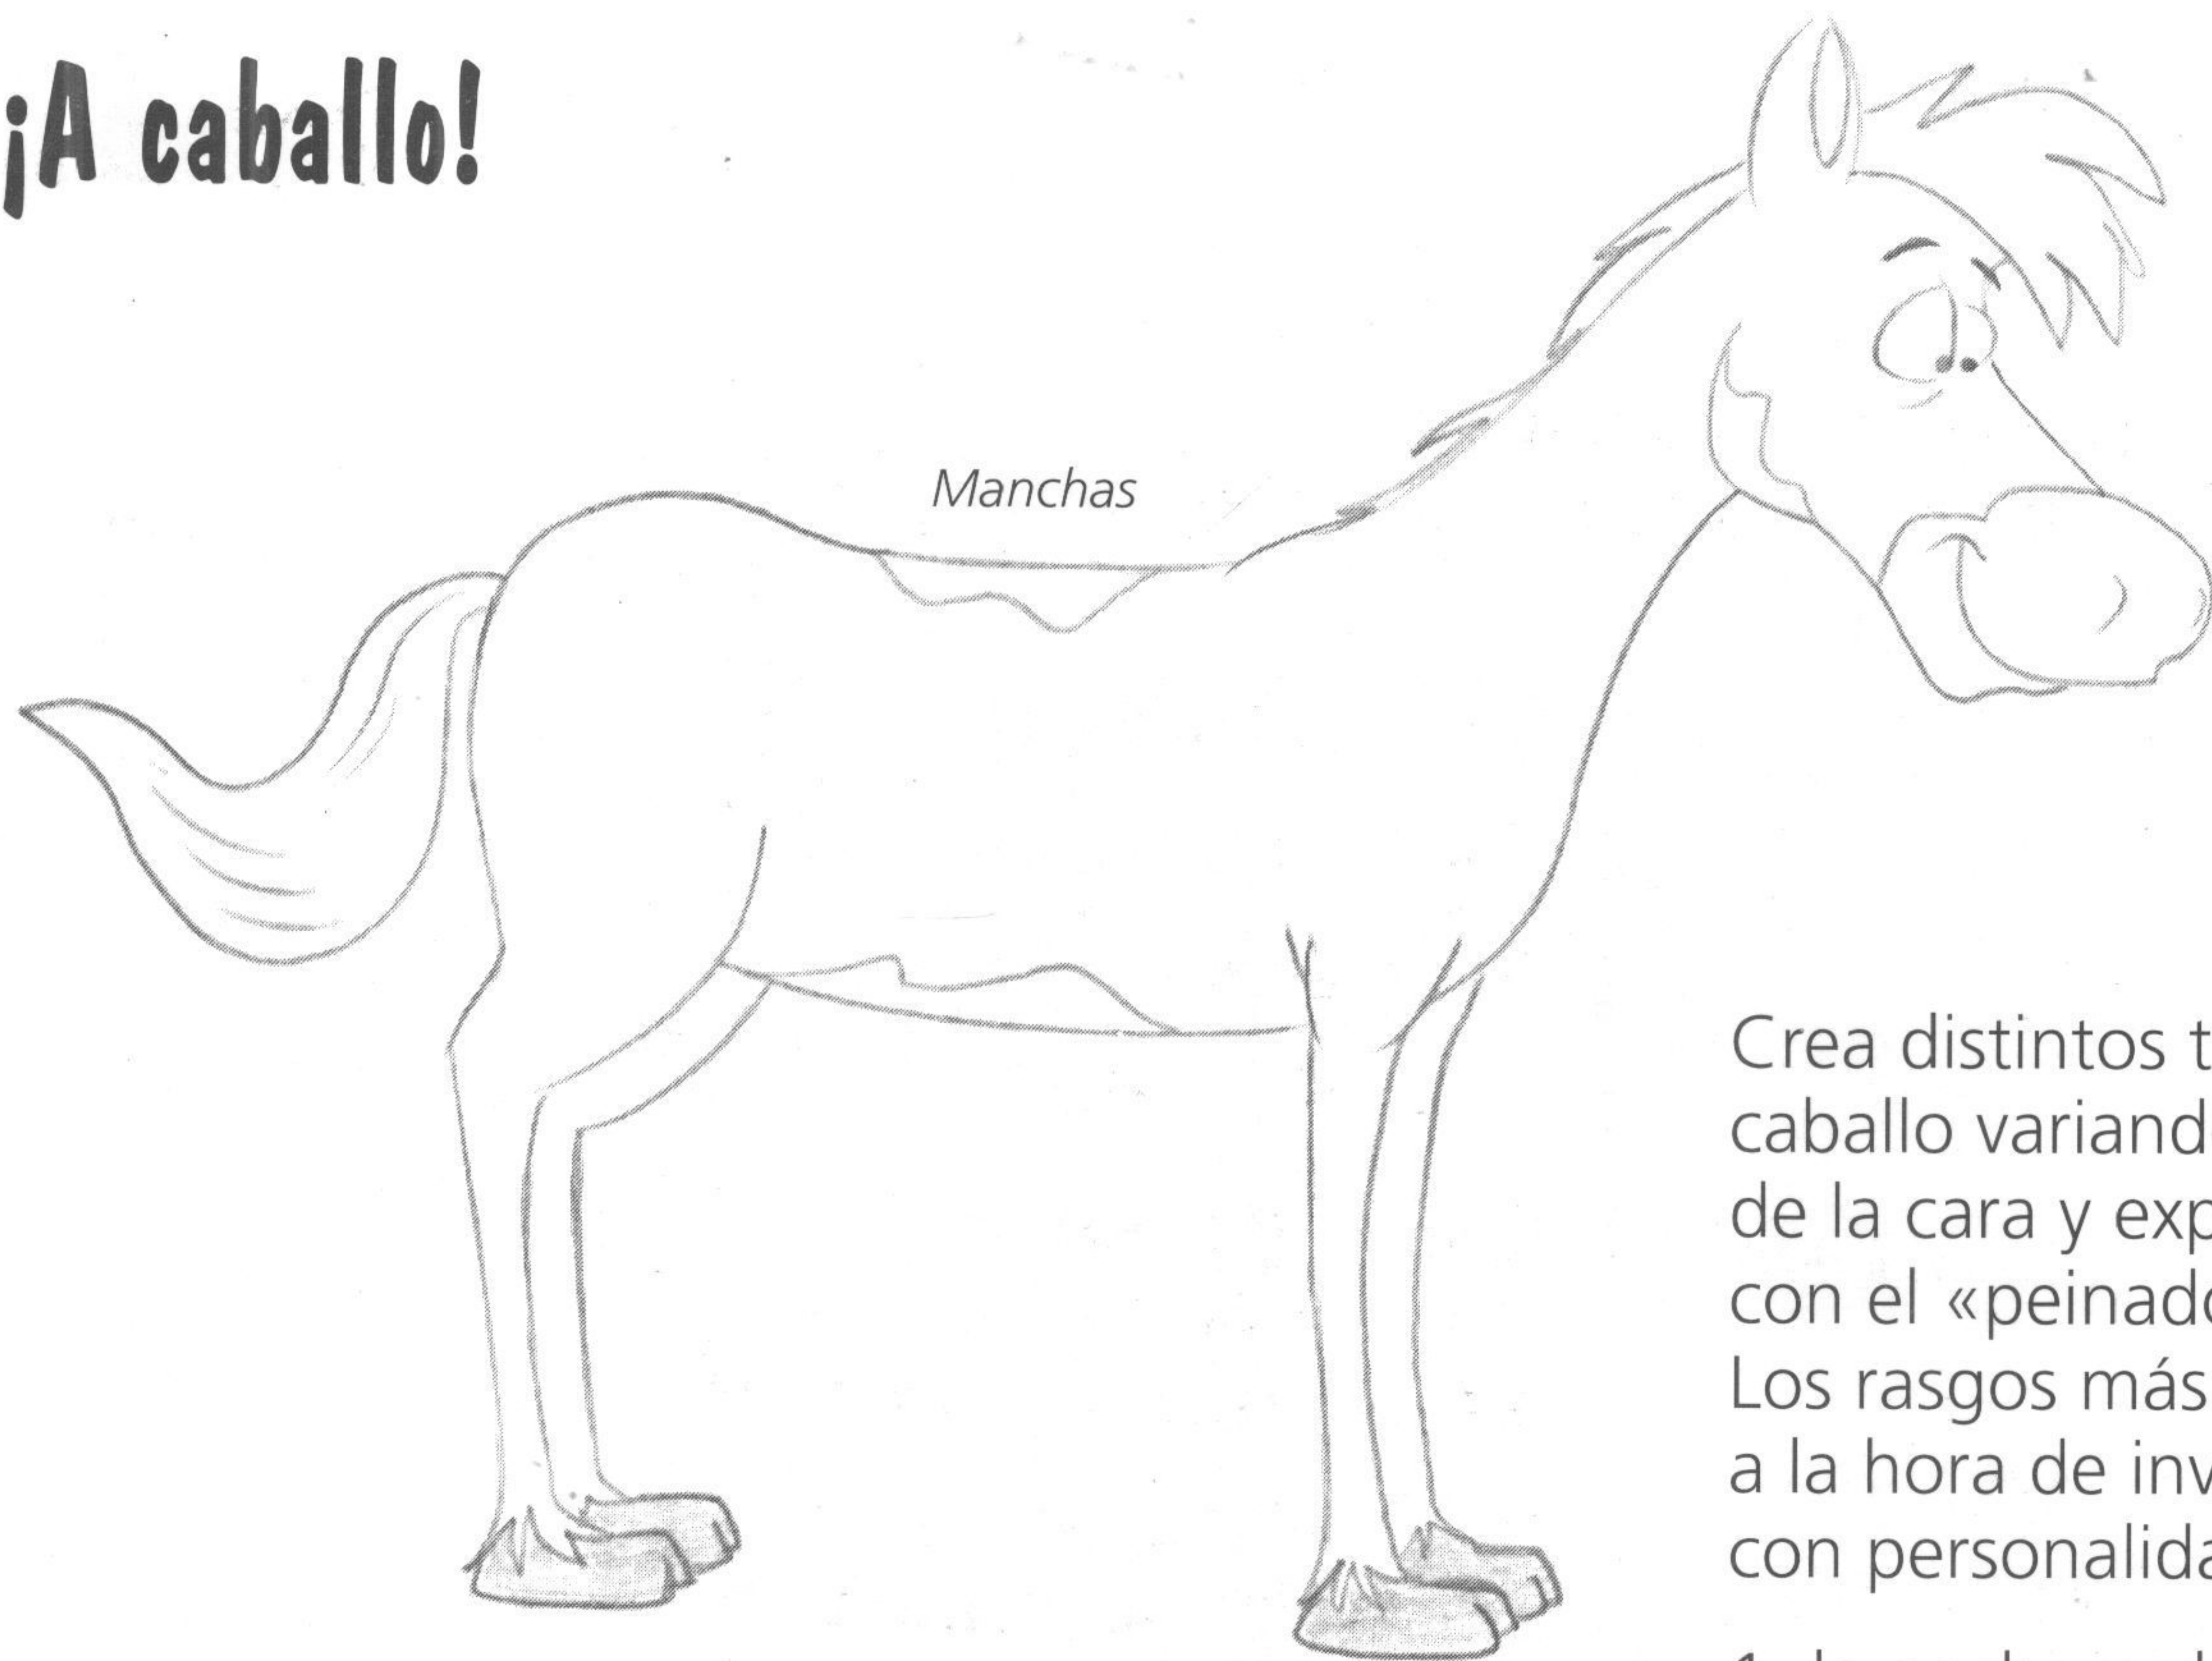 ¡A caballo!
Manchas
Crea distintos t
caballo variand
de la cara y exp
con el «peinado
Los rasgos más
a la hora de inv
con personalida